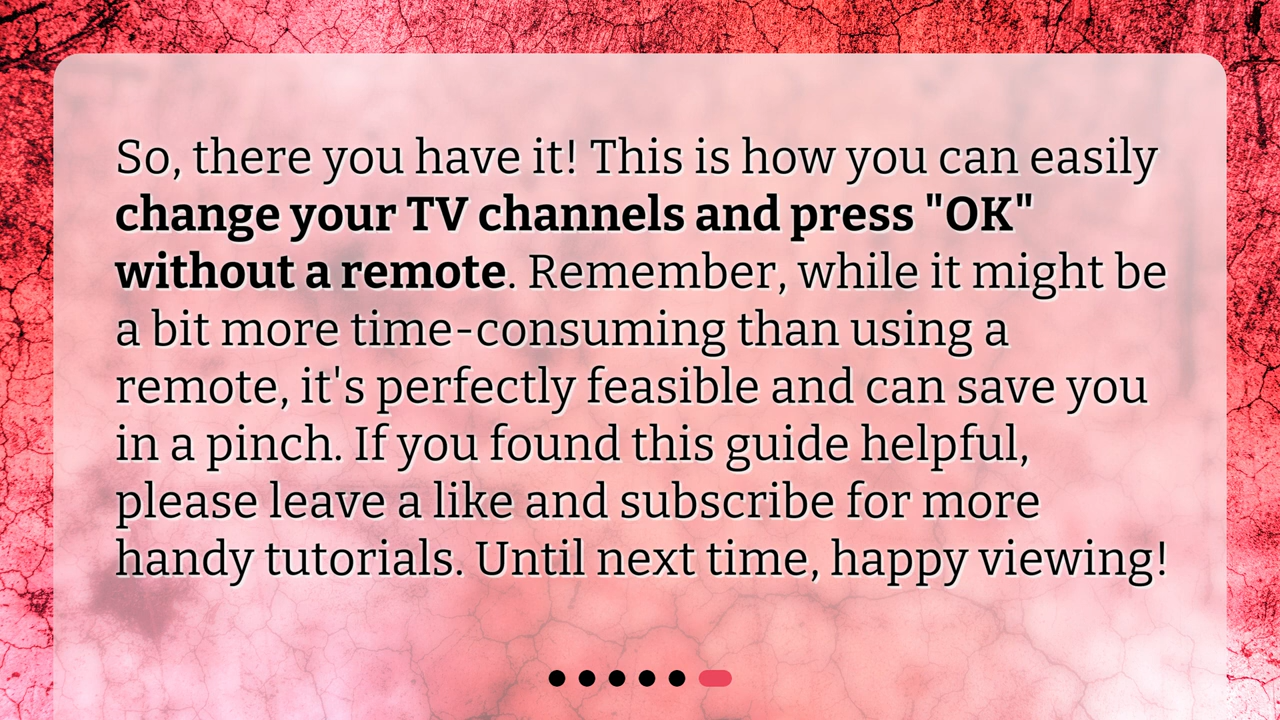 So, there you have it! This is how you can easily
change your TV channels and press "OK"
without a remote. Remember, while it might be
a bit more time-consuming than using a
remote, it's perfectly feasible and can save you
in a pinch. If you found this guide helpful,
please leave a like and subscribe for more
handy tutorials. Until next time, happy viewing!